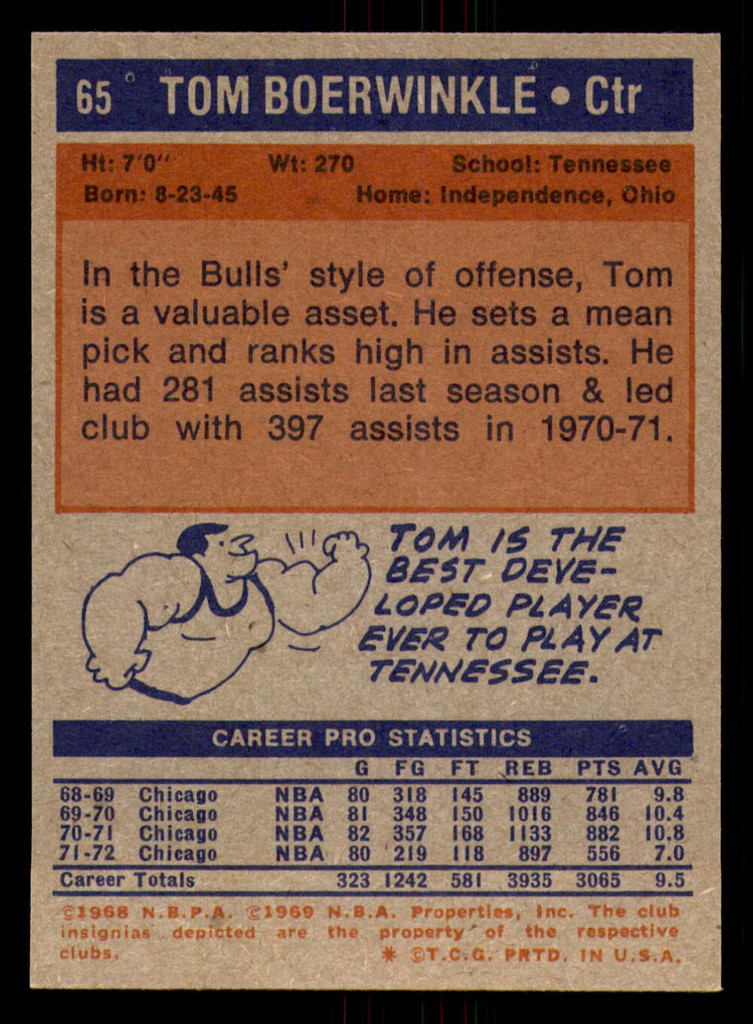 65 TOM BOERWINKLE • Ctr
Ht: 7'0" Wt: 270 School: Tennessee
Born: 8-23-45 Home: Independence, Ohio
In the Bulls' style of offense, Tom
is a valuable asset. He sets a mean
pick and ranks high in assists. He
had 281 assists last season & led
club with 397 assists in 1970-71.
TOM IS THE
BEST DEVE-
LOPED PLAYER
EVER TO PLAY AT
TENNESSEE.
CAREER PRO STATISTICS
G FG FT REB PTS AVG
68-69 Chicago NBA 80 318 145 889 781 9.8
69-70 Chicago NBA 81 348 150 1016 846 10.4
70-71 Chicago NBA 82 357 168 1133 882 10.8
71-72 Chicago NBA 80 219 118 897 556 7.0
Career Totals 323 1242 581 3935 3065 9.5
©1968 N.B.P.A. ©1969 N.B.A. Properties, Inc. The club
insignias depicted are the property of the respective
clubs. * ©T.C.G. PRTD. IN U.S.A.